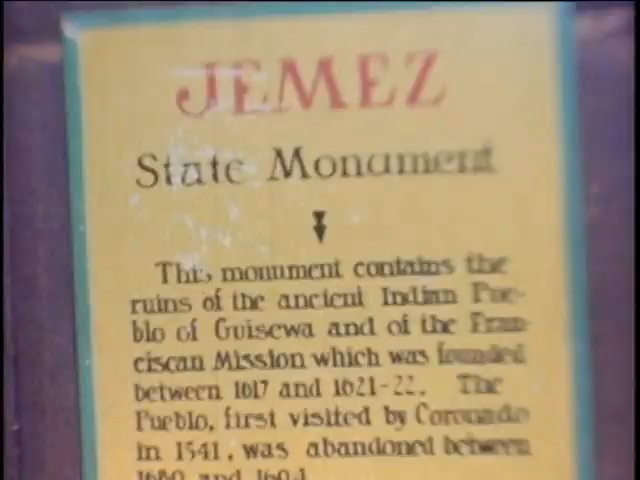 JEMEZ
State Monument
This monument contains the
ruins of the ancient Indian Pue-
blo of Guisewa and of the Fran-
ciscan Mission which was founded
between 1617 and 1621-22. The
Pueblo, first visited by Coronado
in 1541, was abandoned between
1680 and